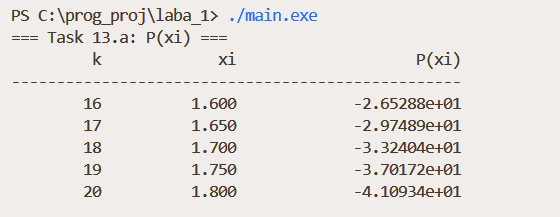 PS C:\prog_proj\laba_1> ./main.exe
=== Task 13.a: P(xi) ===
k xi P(xi)
--------------------------------------------------
16 1.600 -2.65288e+01
17 1.650 -2.97489e+01
18 1.700 -3.32404e+01
19 1.750 -3.70172e+01
20 1.800 -4.10934e+01